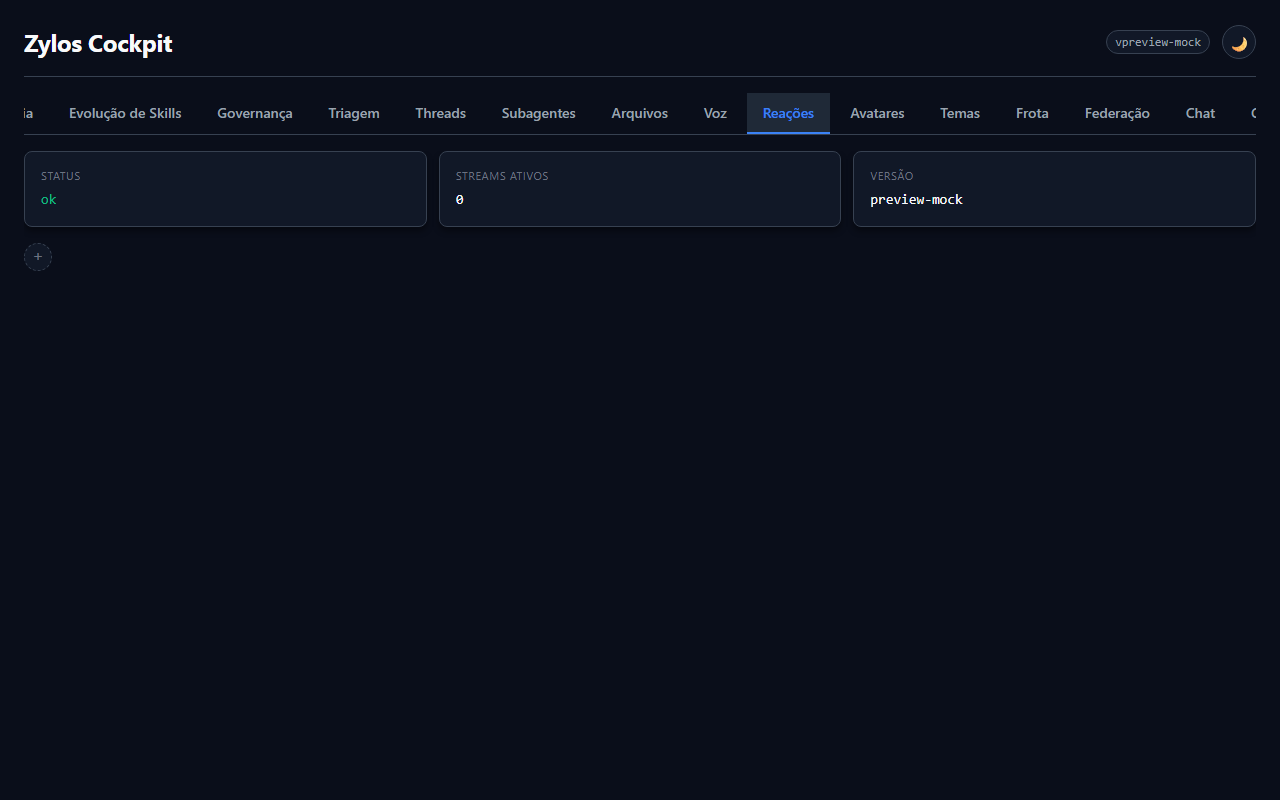 Zylos Cockpit
vpreview-mock
ia Evolução de Skills Governança Triagem Threads Subagentes Arquivos Voz Reações Avatares Temas Frota Federação Chat
STATUS
ok
STREAMS ATIVOS
0
VERSÃO
preview-mock
+